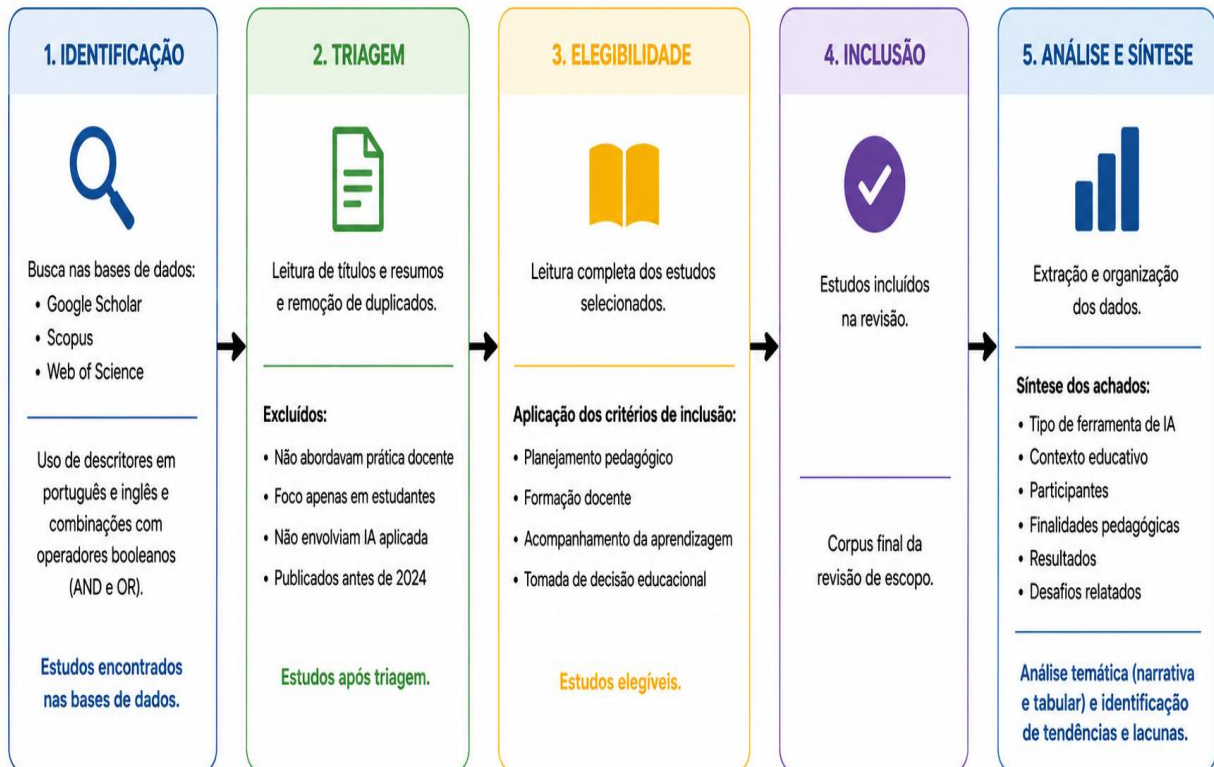 1. IDENTIFICAÇÃO
Busca nas bases de dados:
• Google Scholar
• Scopus
• Web of Science
Uso de descritores em
português e inglês e
combinações com
operadores booleanos
(AND e OR).
Estudos encontrados
nas bases de dados.
2. TRIAGEM
Leitura de títulos e resumos
e remoção de duplicados.
Excluídos:
• Não abordavam prática docente
• Foco apenas em estudantes
• Não envolviam IA aplicada
• Publicados antes de 2024
Estudos após triagem.
3. ELEGIBILIDADE
Leitura completa dos estudos
selecionados.
Aplicação dos critérios de inclusão:
• Planejamento pedagógico
• Formação docente
• Acompanhamento da aprendizagem
• Tomada de decisão educacional
Estudos elegíveis.
4. INCLUSÃO
Estudos incluídos
na revisão.
Corpus final da
revisão de escopo.
5. ANÁLISE E SÍNTESE
Extração e organização
dos dados.
Síntese dos achados:
• Tipo de ferramenta de IA
• Contexto educativo
• Participantes
• Finalidades pedagógicas
• Resultados
• Desafios relatados
Análise temática (narrativa
e tabular) e identificação
de tendências e lacunas.